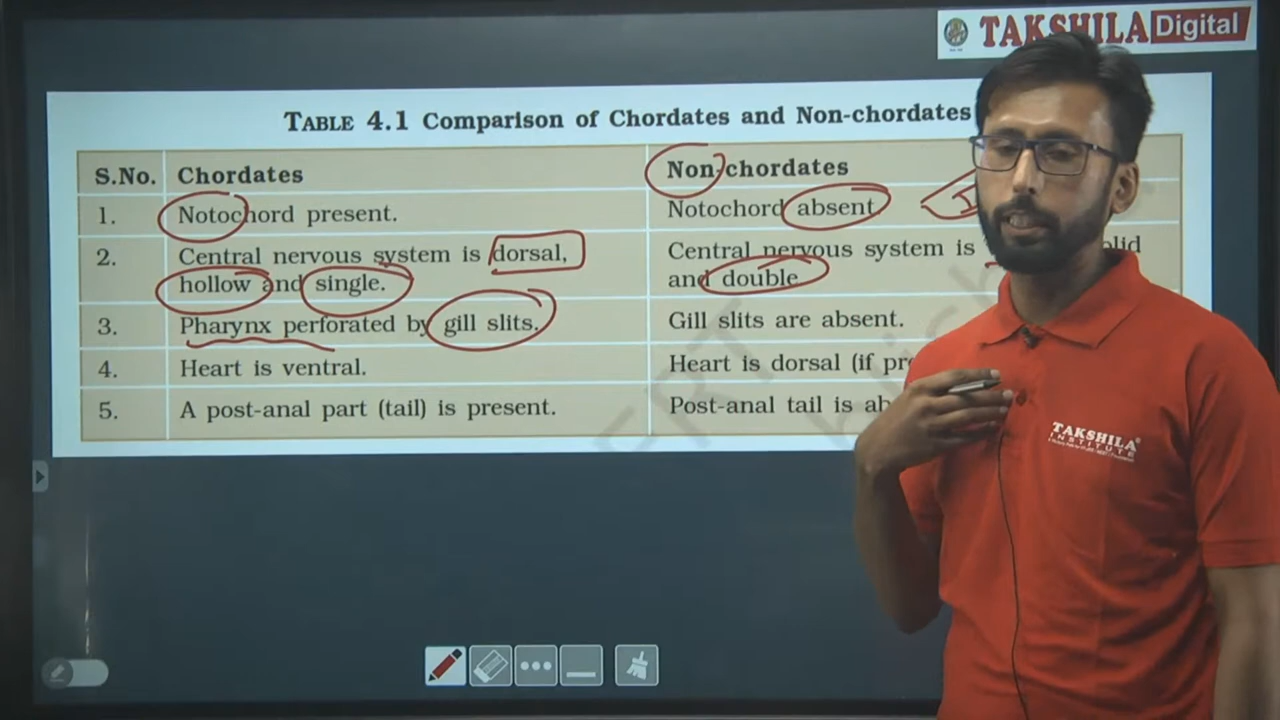 TAKSHILA Digital
TABLE 4.1 Comparison of Chordates and Non-chordates
S.No. Chordates Non-chordates
1. Notochord present. Notochord absent
2. Central nervous system is dorsal, Central nervous system is
hollow and single. and double
3. Pharynx perforated by gill slits. Gill slits are absent.
4. Heart is ventral. Heart is dorsal (if
5. A post-anal part (tail) is present. Post-anal tail is
TAKSHILA
INSTITUTE